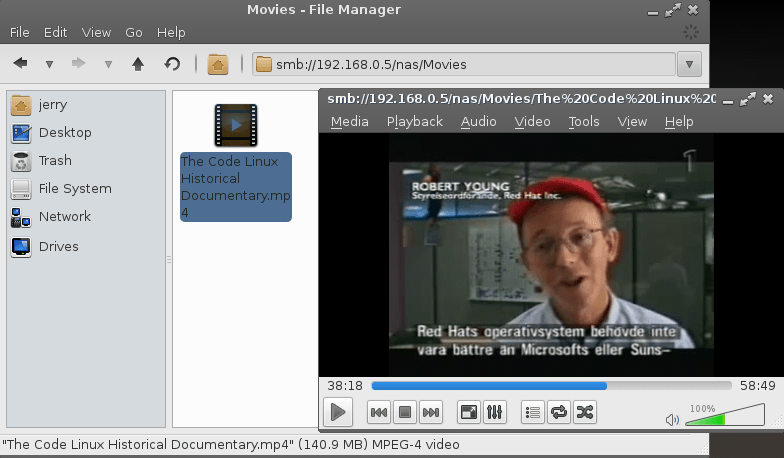 Movies - File Manager
File Edit View Go Help
smb://192.168.0.5/nas/Movies
jerry
Desktop
Trash
File System
Network
Drives
The Code Linux
Historical
Documentary.mp
4
smb://192.168.0.5/nas/Movies/The%20Code%20Linux%20
Media Playback Audio Video Tools View Help
1
ROBERT YOUNG
Styrelseordförande, Red Hat Inc.
Red Hats operativsystem behövde inte
vara bättre än Microsofts eller Suns–
38:18 58:49
100%
"The Code Linux Historical Documentary.mp4" (140.9 MB) MPEG-4 video